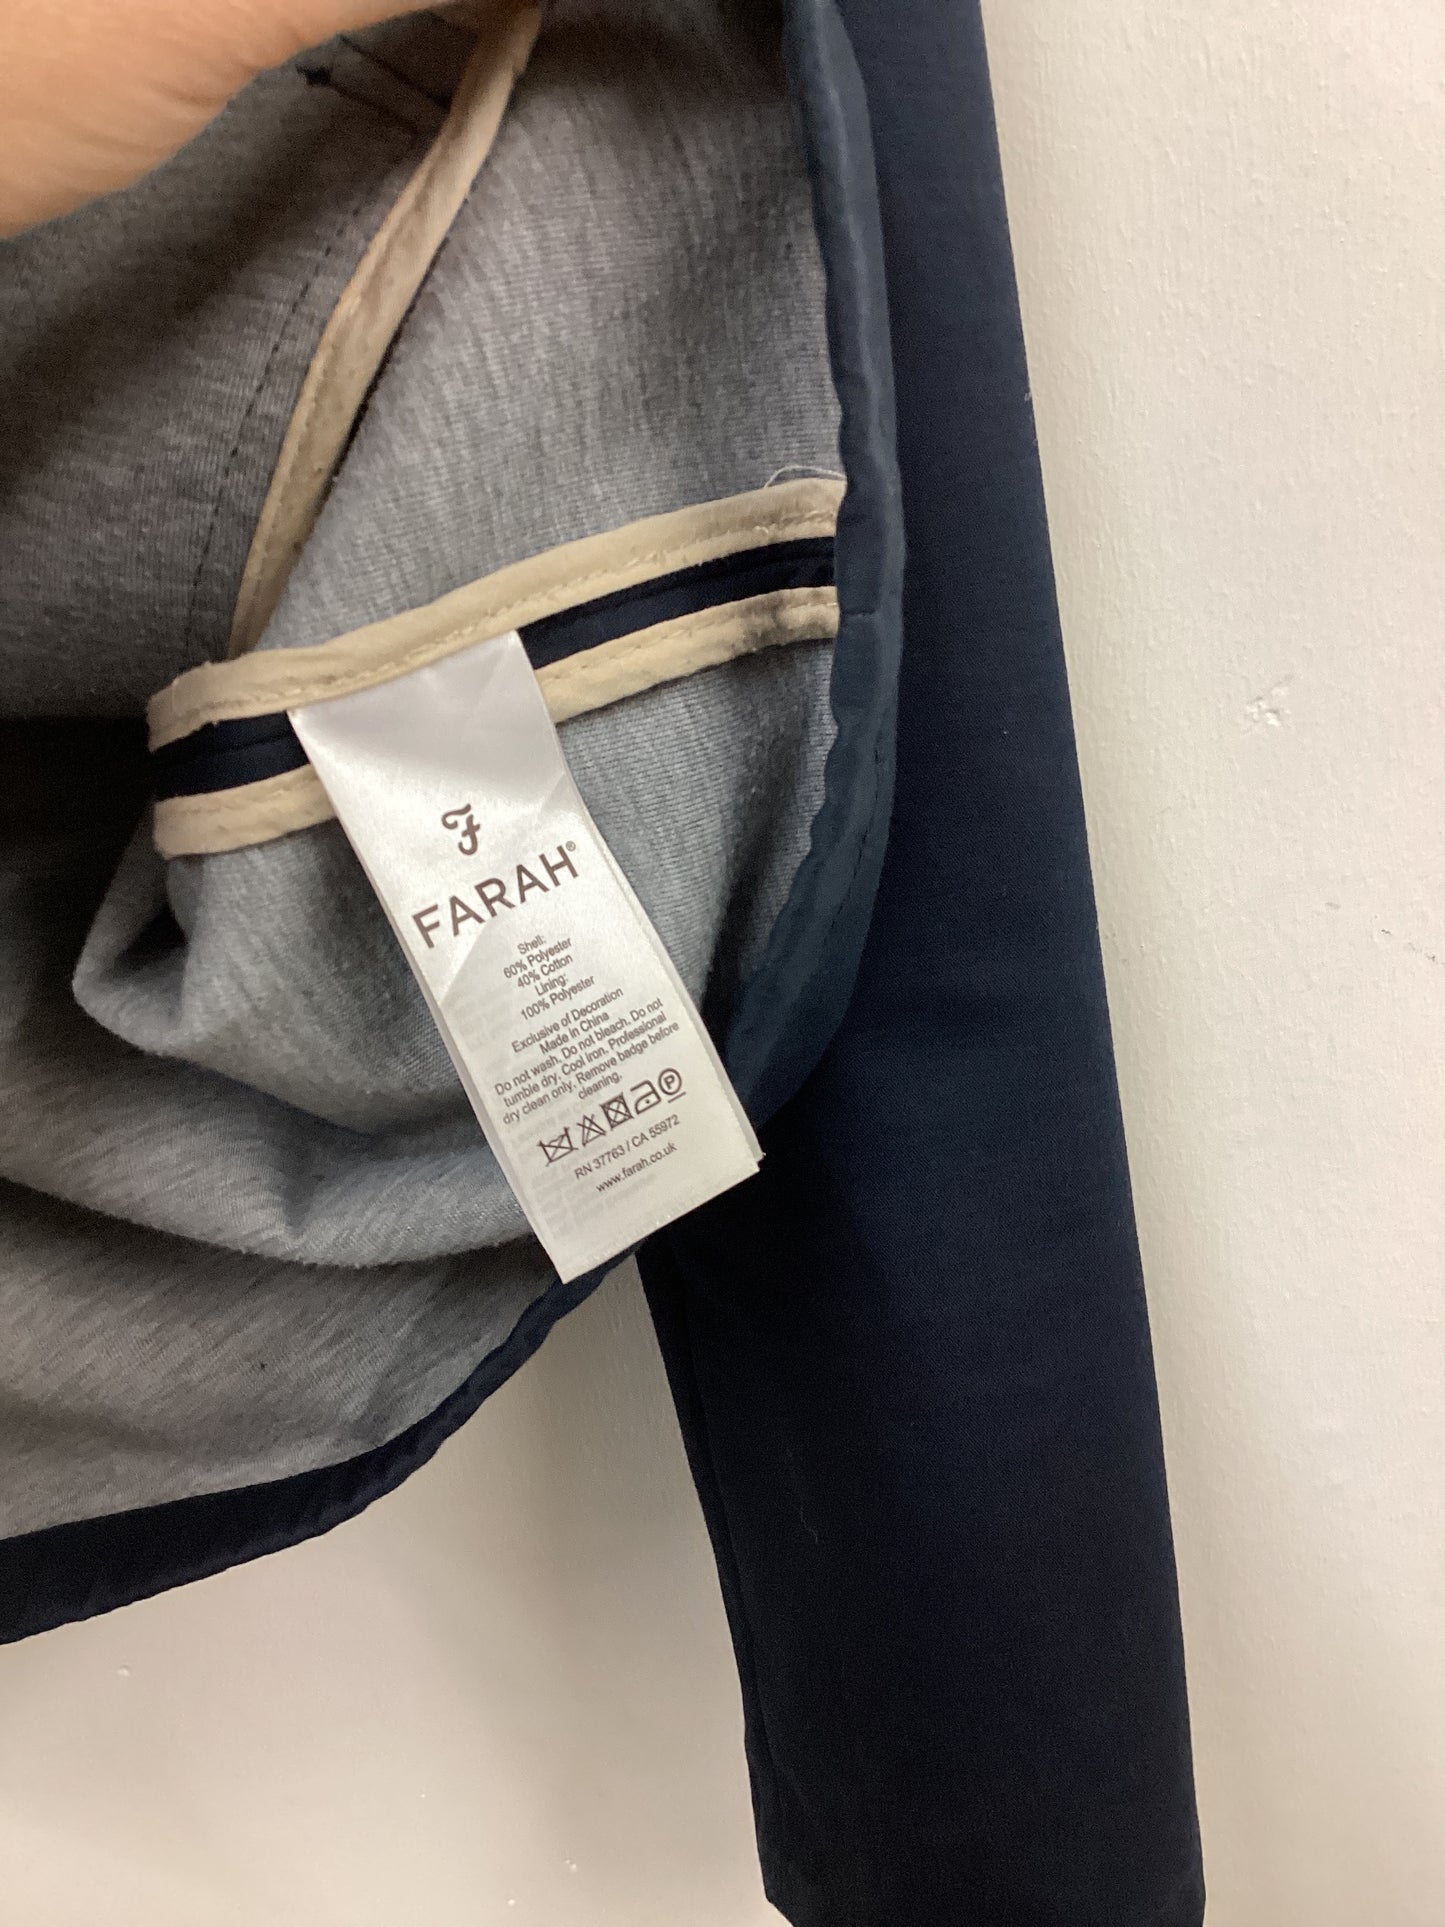 FARAH®
Shell:
60% Polyester
40% Cotton
Lining:
100% Polyester
Exclusive of Decoration
Made in China
Do not wash. Do not bleach. Do not
tumble dry. Cool iron. Professional
dry clean only. Remove badge before
cleaning.
P
RN 37763 / CA 55972
www.farah.co.uk